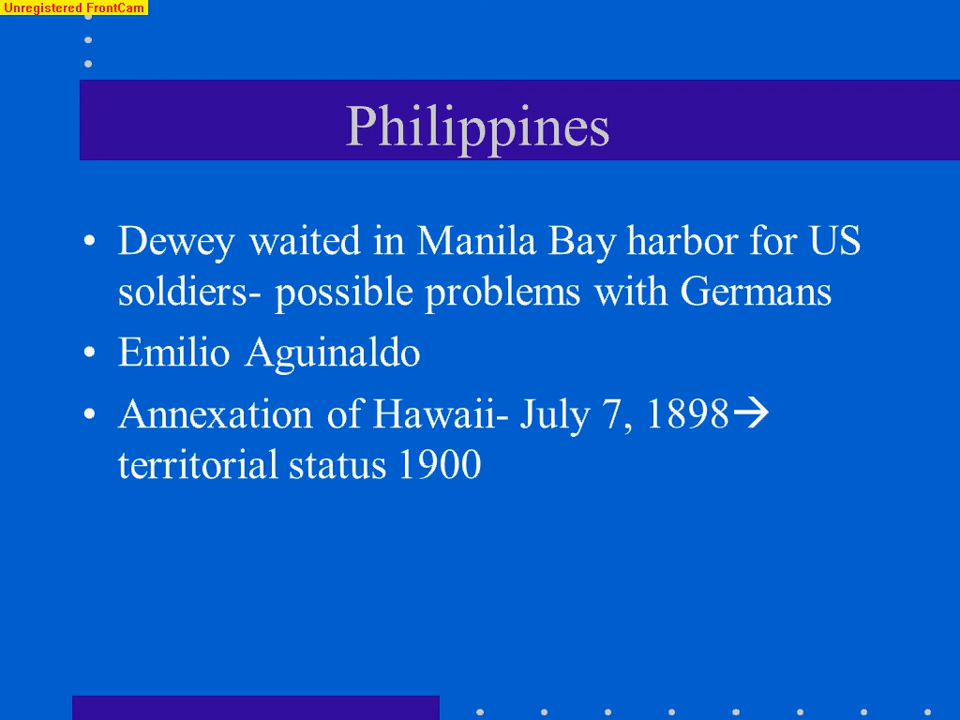 Unregistered FrontCam
Philippines
• Dewey waited in Manila Bay harbor for US
soldiers- possible problems with Germans
• Emilio Aguinaldo
• Annexation of Hawaii- July 7, 1898→
territorial status 1900